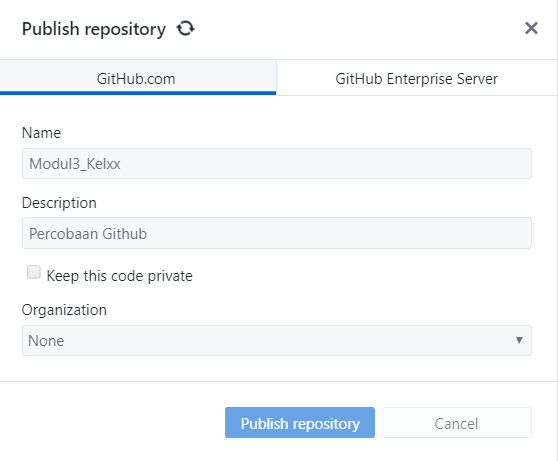 Publish repository
GitHub.com
GitHub Enterprise Server
Name
Modul3_Kelxx
Description
Percobaan Github
Keep this code private
Organization
None
Publish repository
Cancel